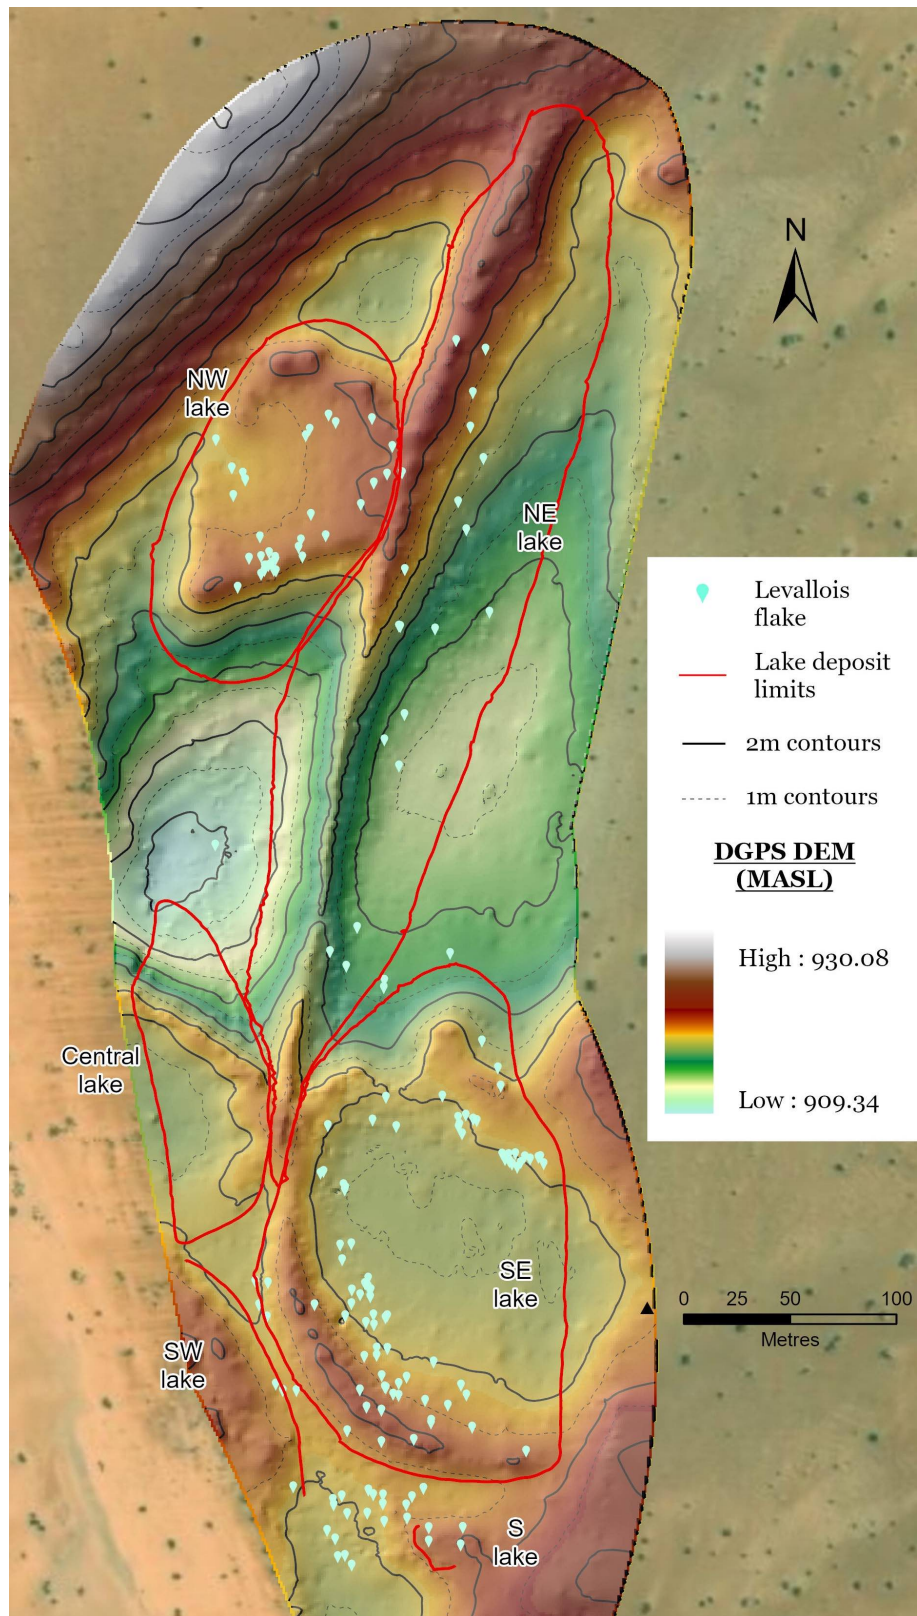 N
NW
lake
NE
lake
Levallois
flake
Lake deposit
limits
2m contours
1m contours
DGPS DEM
(MASL)
High : 930.08
Low : 909.34
Central
lake
SE
lake
0 25 50 100
Metres
SW
lake
S
lake